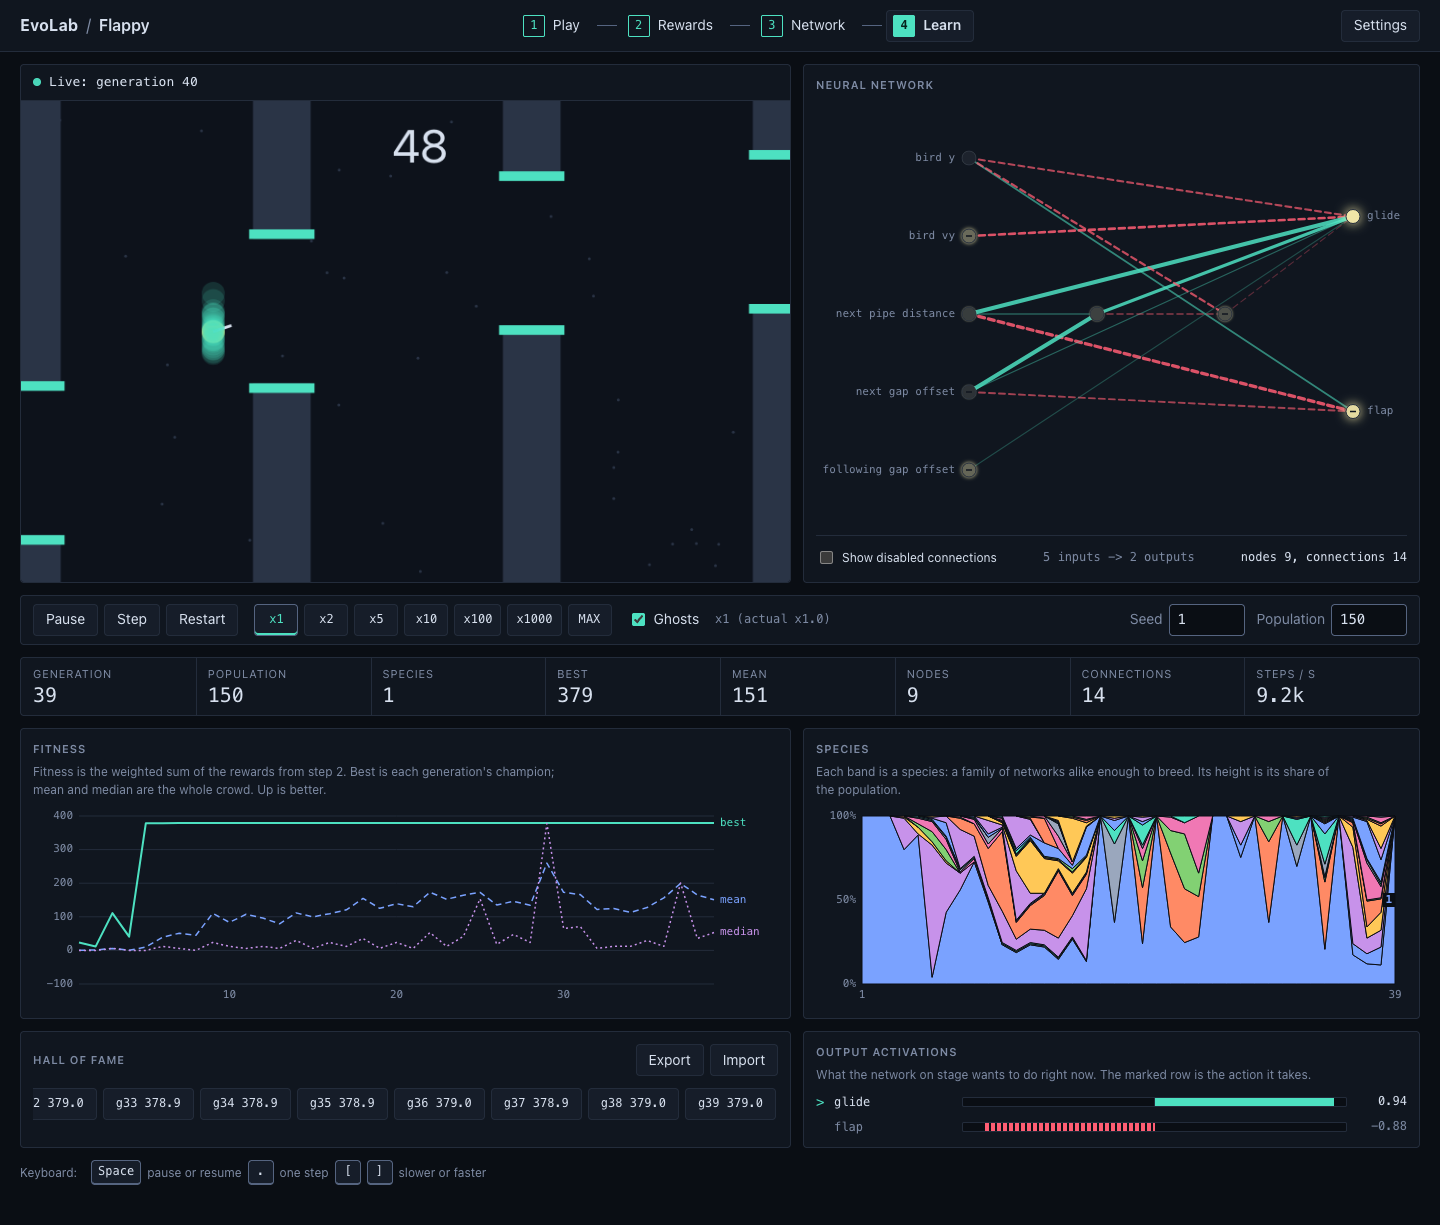 EvoLab / Flappy
1 Play
2 Rewards
3 Network
4 Learn
Settings
Live: generation 40
48
NEURAL NETWORK
bird y
bird vy
next pipe distance
next gap offset
following gap offset
glide
flap
Show disabled connections
5 inputs -> 2 outputs
nodes 9, connections 14
Pause
Step
Restart
x1
x2
x5
x10
x100
x1000
MAX
Ghosts
x1 (actual x1.0)
Seed
1
Population
150
GENERATION
39
POPULATION
150
SPECIES
1
BEST
379
MEAN
151
NODES
9
CONNECTIONS
14
STEPS / S
9.2k
FITNESS
Fitness is the weighted sum of the rewards from step 2. Best is each generation's champion;
mean and median are the whole crowd. Up is better.
400
300
200
100
0
−100
10
20
30
best
mean
median
SPECIES
Each band is a species: a family of networks alike enough to breed. Its height is its share of
the population.
100%
50%
0%
1
39
1
HALL OF FAME
Export
Import
2 379.0
g33 378.9
g34 378.9
g35 378.9
g36 379.0
g37 378.9
g38 379.0
g39 379.0
OUTPUT ACTIVATIONS
What the network on stage wants to do right now. The marked row is the action it takes.
> glide
0.94
flap
−0.88
Keyboard: Space pause or resume . one step [ ] slower or faster